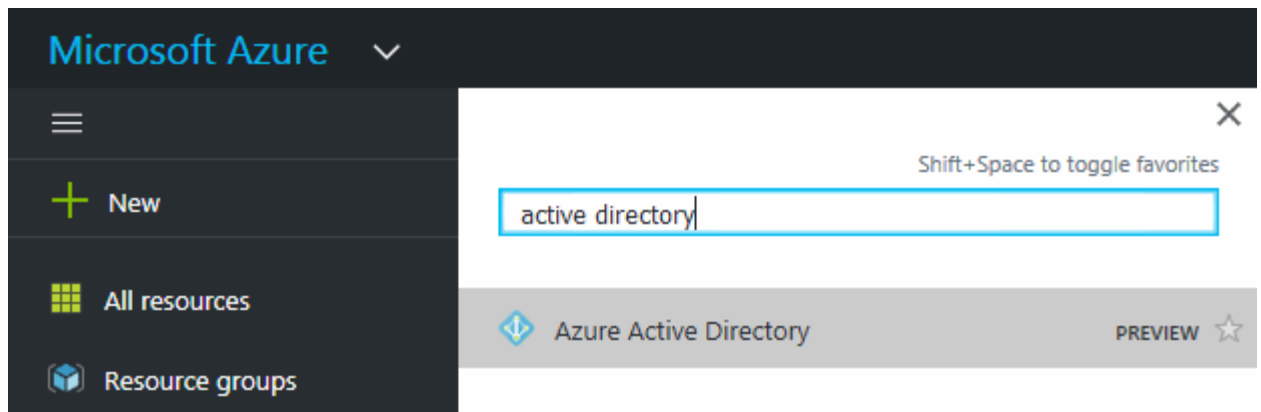 Microsoft Azure
Shift+Space to toggle favorites
New
active directory
All resources
Azure Active Directory PREVIEW
Resource groups